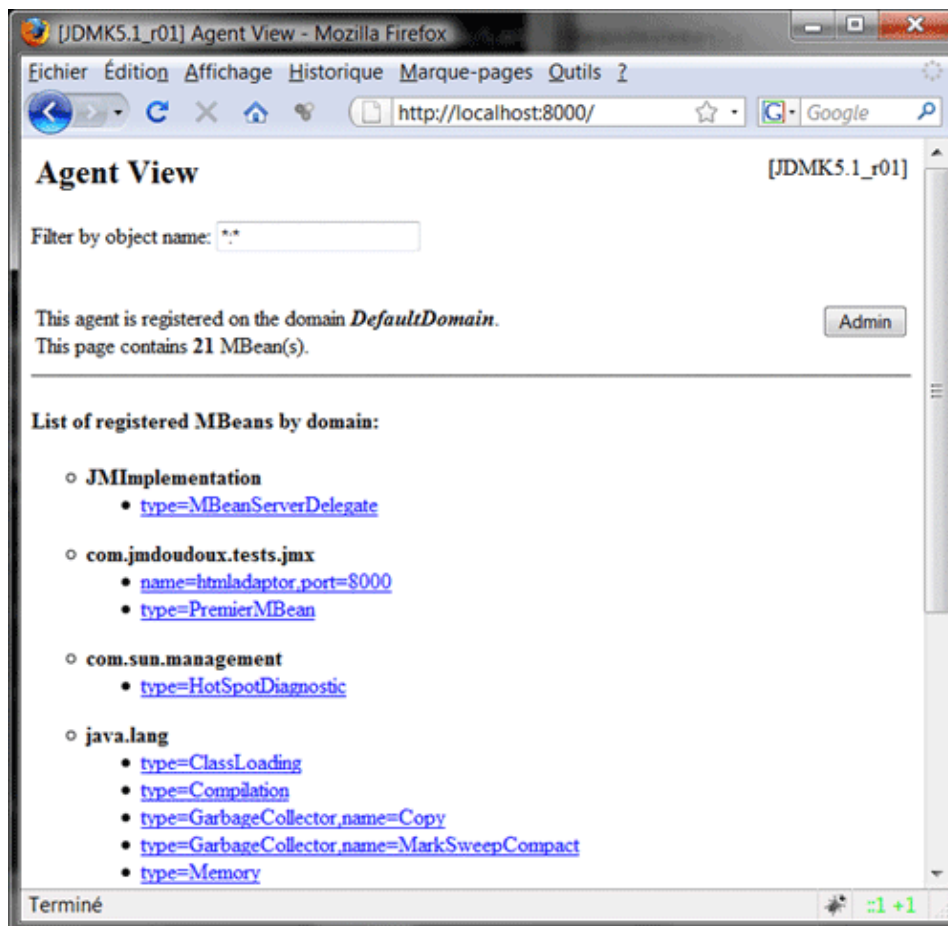 [JDMK5.1_r01] Agent View - Mozilla Firefox
Fichier Édition Affichage Historique Marque-pages Outils ?
http://localhost:8000/ G Google
Agent View [JDMK5.1_r01]
Filter by object name: *:*
This agent is registered on the domain DefaultDomain. Admin
This page contains 21 MBean(s).
List of registered MBeans by domain:
JMImplementation
type=MBeanServerDelegate
com.jmdoudoux.tests.jmx
name=htmladaptor,port=8000
type=PremierMBean
com.sun.management
type=HotSpotDiagnostic
java.lang
type=ClassLoading
type=Compilation
type=GarbageCollector,name=Copy
type=GarbageCollector,name=MarkSweepCompact
type=Memory
Terminé ::1 +1